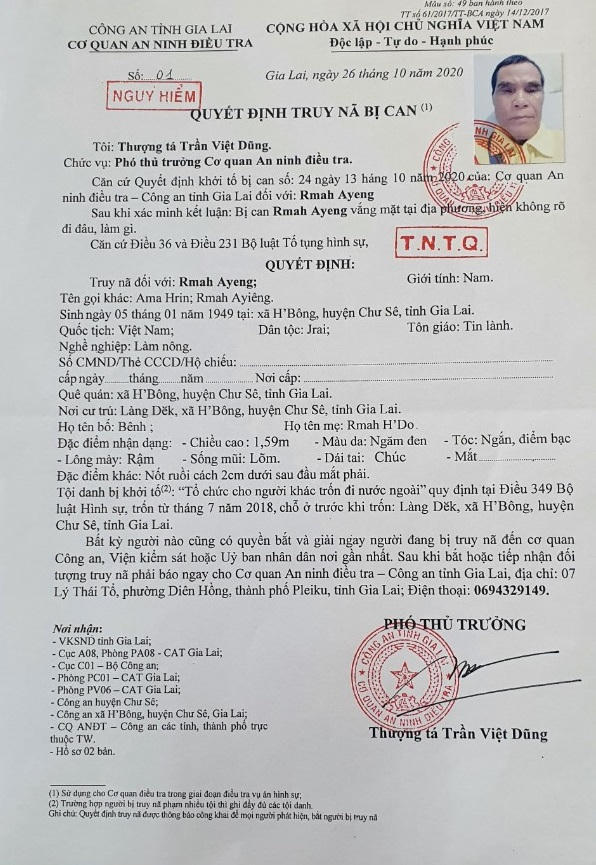 Mẫu số: 49 ban hành theo
TT số 61/2017/TT-BCA ngày 14/12/2017
CÔNG AN TỈNH GIA LAI
CƠ QUAN AN NINH ĐIỀU TRA
CỘNG HÒA XÃ HỘI CHỦ NGHĨA VIỆT NAM
Độc lập - Tự do - Hạnh phúc
Số: 01
Gia Lai, ngày 26 tháng 10 năm 2020
NGUY HIỂM
QUYẾT ĐỊNH TRUY NÃ BỊ CAN (1)
Tôi: Thượng tá Trần Việt Dũng.
Chức vụ: Phó thủ trưởng Cơ quan An ninh điều tra.
Căn cứ Quyết định khởi tố bị can số: 24 ngày 13 tháng 10 năm 2020 của: Cơ quan An
ninh điều tra – Công an tỉnh Gia Lai đối với: Rmah Ayeng
Sau khi xác minh kết luận: Bị can Rmah Ayeng vắng mặt tại địa phương, hiện không rõ
đi đâu, làm gì.
Căn cứ Điều 36 và Điều 231 Bộ luật Tố tụng hình sự,
T.N.T.Q.
QUYẾT ĐỊNH:
Truy nã đối với: Rmah Ayeng; Giới tính: Nam.
Tên gọi khác: Ama Hrin; Rmah Ayiêng.
Sinh ngày 05 tháng 01 năm 1949 tại: xã H'Bông, huyện Chư Sê, tỉnh Gia Lai.
Quốc tịch: Việt Nam; Dân tộc: Jrai; Tôn giáo: Tin lành.
Nghề nghiệp: Làm nông.
Số CMND/Thẻ CCCD/Hộ chiếu:
cấp ngày tháng năm Nơi cấp:
Quê quán: xã H'Bông, huyện Chư Sê, tỉnh Gia Lai.
Nơi cư trú: Làng Dĕk, xã H'Bông, huyện Chư Sê, tỉnh Gia Lai.
Họ tên bố: Bênh ; Họ tên mẹ: Rmah H'Do.
Đặc điểm nhận dạng: - Chiều cao : 1,59m - Màu da: Ngăm đen - Tóc: Ngắn, điểm bạc
- Lông mày: Rậm - Sống mũi: Lõm. - Dái tai: Chúc - Mắt
Đặc điểm khác: Nốt ruồi cách 2cm dưới sau đầu mắt phải.
Tội danh bị khởi tố(2): “Tổ chức cho người khác trốn đi nước ngoài” quy định tại Điều 349 Bộ
luật Hình sự, trốn từ tháng 7 năm 2018, chỗ ở trước khi trốn: Làng Dĕk, xã H'Bông, huyện
Chư Sê, tỉnh Gia Lai.
Bất kỳ người nào cũng có quyền bắt và giải ngay người đang bị truy nã đến cơ quan
Công an, Viện kiểm sát hoặc Uỷ ban nhân dân nơi gần nhất. Sau khi bắt hoặc tiếp nhận đối
tượng truy nã phải báo ngay cho Cơ quan An ninh điều tra – Công an tỉnh Gia Lai, địa chỉ: 07
Lý Thái Tổ, phường Diên Hồng, thành phố Pleiku, tỉnh Gia Lai; Điện thoại: 0694329149.
Nơi nhận:
- VKSND tỉnh Gia Lai;
- Cục A08, Phòng PA08 - CAT Gia Lai;
- Cục C01 – Bộ Công an;
- Phòng PC01 – CAT Gia Lai;
- Phòng PV06 – CAT Gia Lai;
- Công an huyện Chư Sê;
- Công an xã H'Bông, huyện Chư Sê, Gia Lai;
- CQ ANĐT – Công an các tỉnh, thành phố trực
thuộc TW.
- Hồ sơ 02 bản.
PHÓ THỦ TRƯỞNG
CÔNG AN TỈNH GIA LAI
CƠ QUAN AN NINH ĐIỀU TRA
Thượng tá Trần Việt Dũng
(1) Sử dụng cho Cơ quan điều tra trong giai đoạn điều tra vụ án hình sự;
(2) Trường hợp người bị truy nã phạm nhiều tội thì ghi đầy đủ các tội danh.
Ghi chú: Quyết định truy nã được thông báo công khai để mọi người phát hiện, bắt người bị truy nã